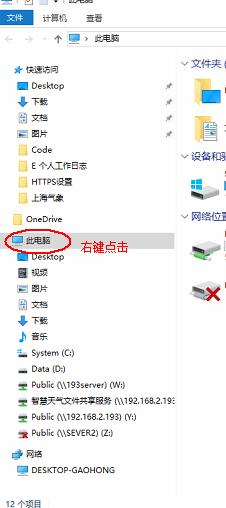 此电脑
文件
计算机
查看
此电脑
快速访问
Desktop
下载
文档
图片
Code
E 个人工作日志
HTTPS设置
上海气象
OneDrive
此电脑
右键点击
Desktop
视频
图片
文档
下载
音乐
System (C:)
Data (D:)
Public (\\193server) (W:)
智慧天气文件共享服务 (\\192.168.2.193
Public (\\192.168.2.193) (Y:)
Public (\\SEVER2) (Z:)
网络
DESKTOP-GAOHONG
文件夹 (
设备和驱
网络位置
12 个项目